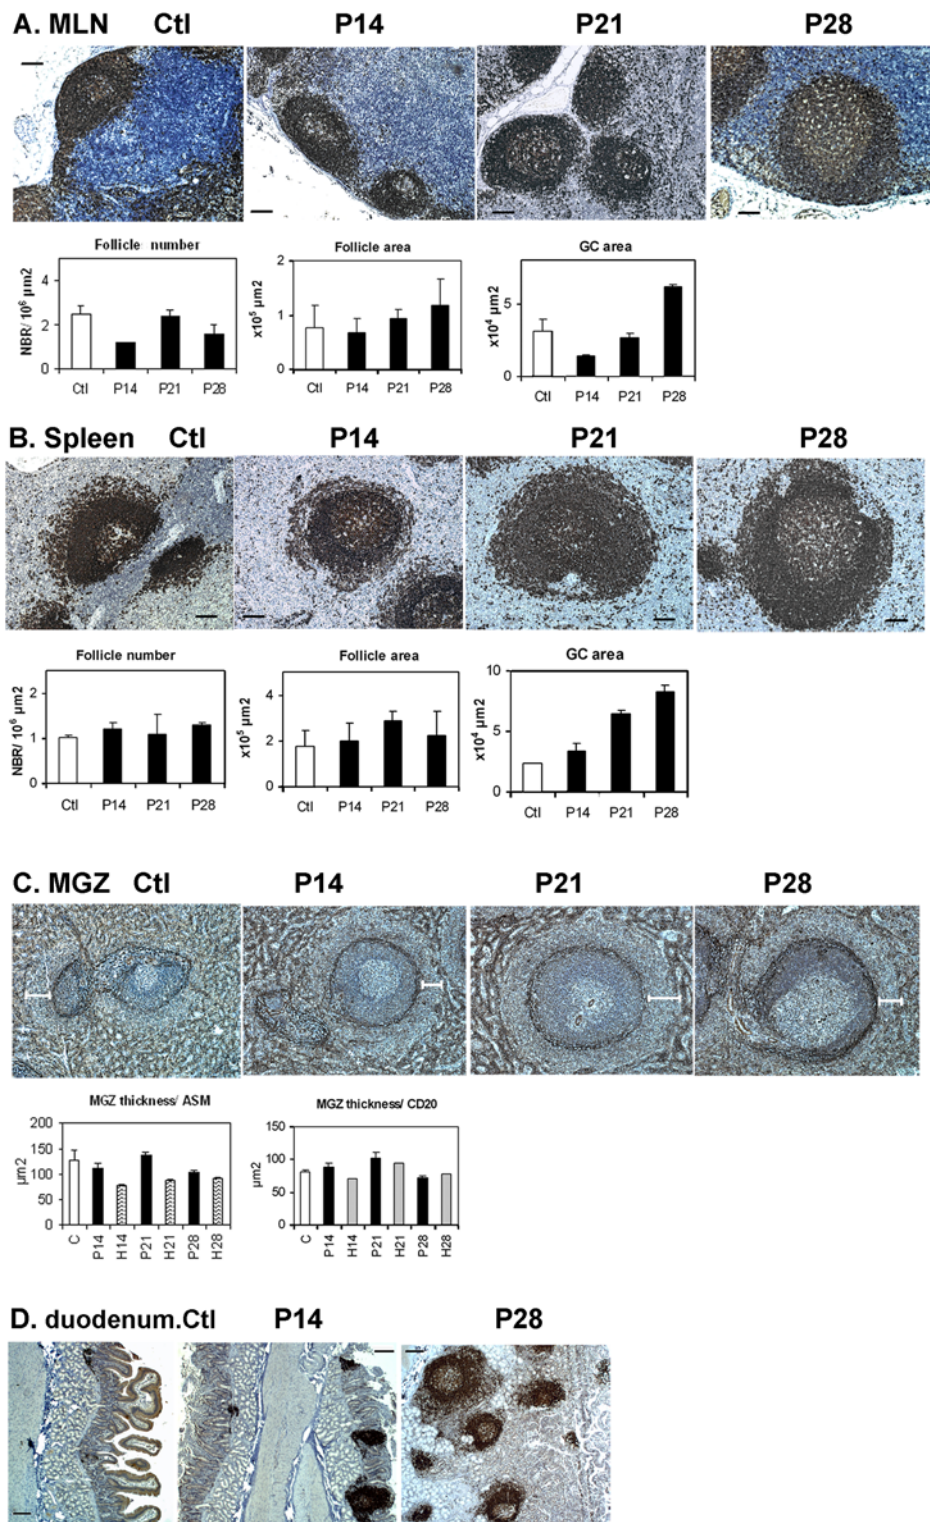 A. MLN Ctl P14 P21 P28
Follicle number
NBR/ 10⁶ µm2
4
2
0
Ctl P14 P21 P28
Follicle area
x10⁵ µm2
2
1
0
Ctl P14 P21 P28
GC area
x10⁴ µm2
5
0
Ctl P14 P21 P28
B. Spleen Ctl P14 P21 P28
Follicle number
NBR/ 10⁶ µm2
2
1
0
Ctl P14 P21 P28
Follicle area
x10⁵ µm2
4
2
0
Ctl P14 P21 P28
GC area
x10⁴ µm2
10
5
0
Ctl P14 P21 P28
C. MGZ Ctl P14 P21 P28
MGZ thickness/ ASM
µm2
200
150
100
50
0
C P14 H14 P21 H21 P28 H28
MGZ thickness/ CD20
µm2
150
100
50
0
C P14 H14 P21 H21 P28 H28
D. duodenum.Ctl P14 P28